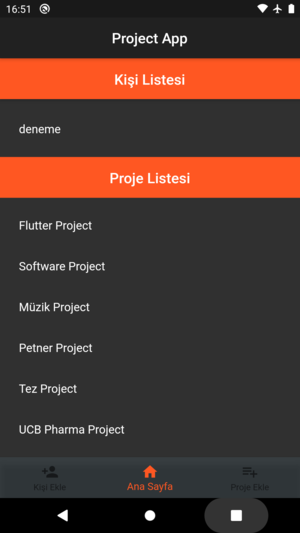 16:51
Project App
Kişi Listesi
deneme
Proje Listesi
Flutter Project
Software Project
Müzik Project
Petner Project
Tez Project
UCB Pharma Project
Kişi Ekle
Ana Sayfa
Proje Ekle